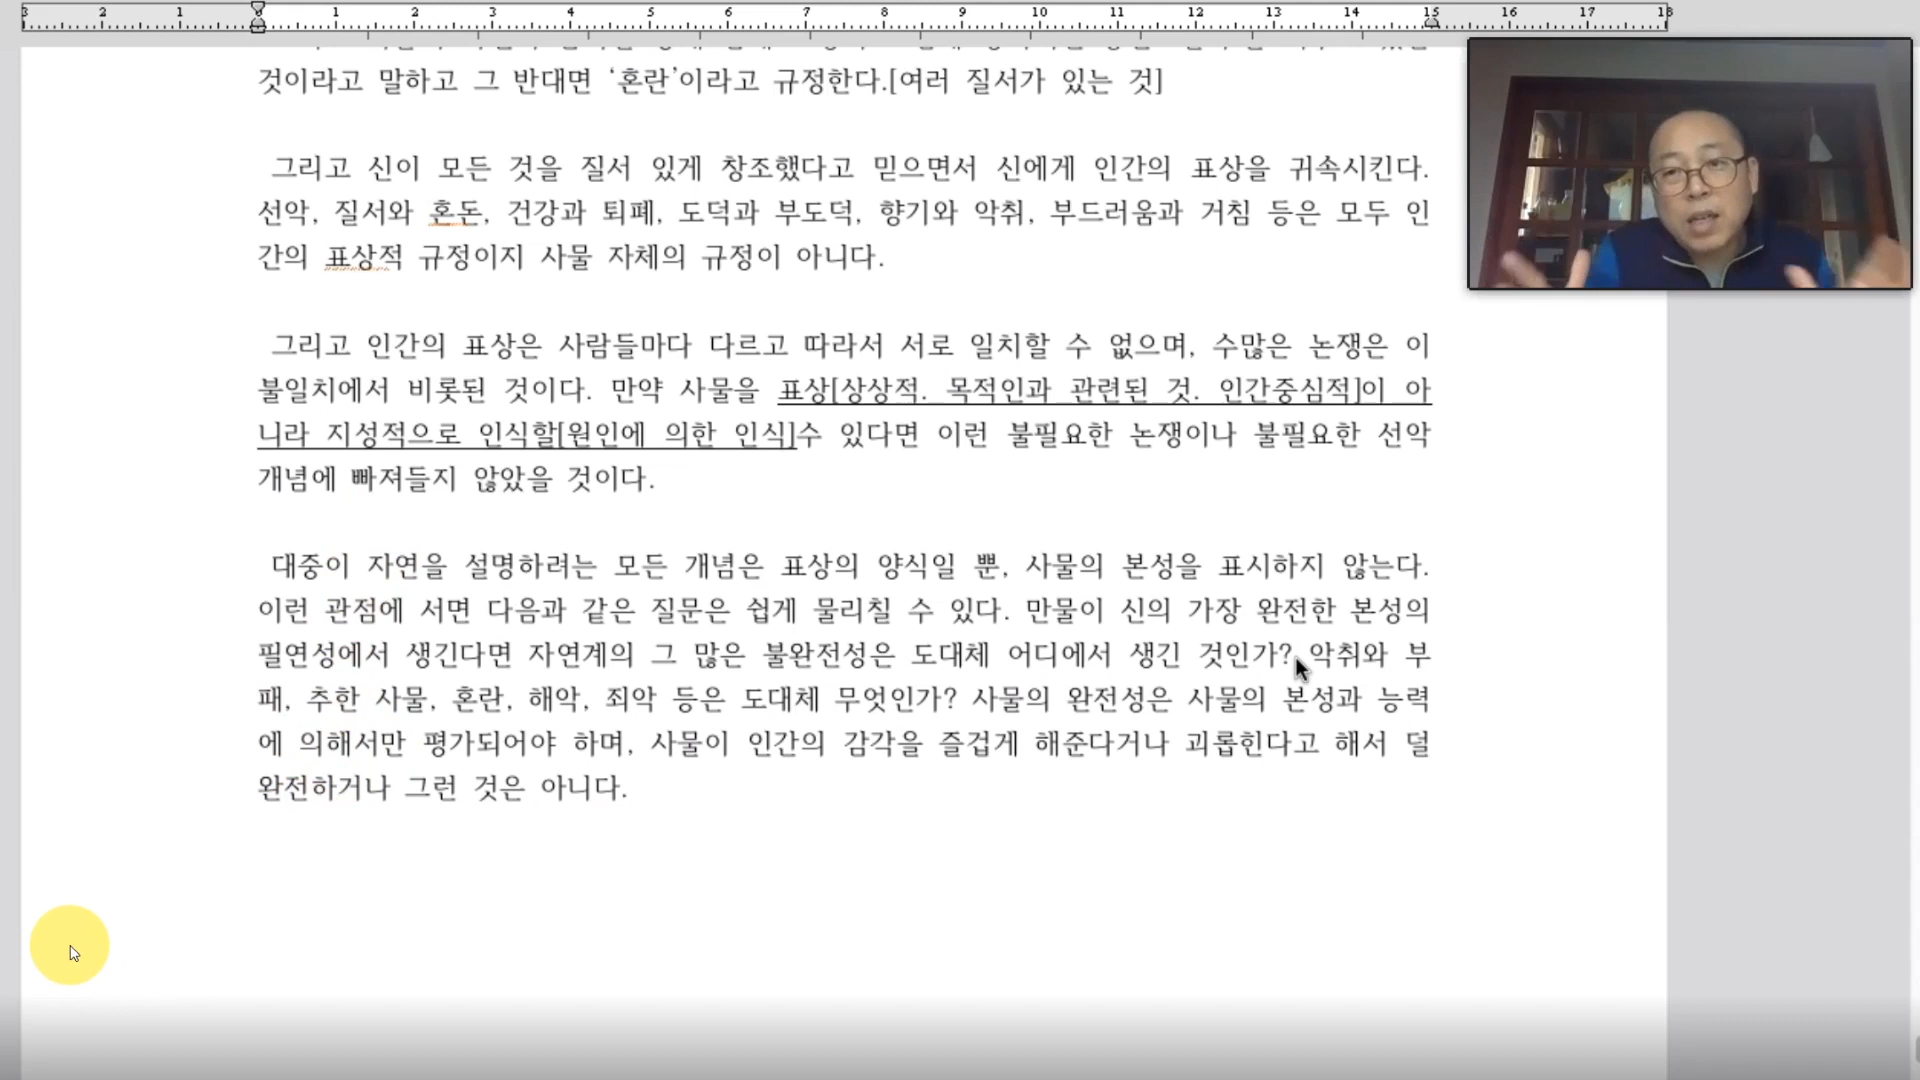 3 2 1 1 2 3 4 5 6 7 8 9 10 11 12 13 14 15 16 17 18
것이라고 말하고 그 반대면 ‘혼란’이라고 규정한다.[여러 질서가 있는 것]
그리고 신이 모든 것을 질서 있게 창조했다고 믿으면서 신에게 인간의 표상을 귀속시킨다.
선악, 질서와 혼돈, 건강과 퇴폐, 도덕과 부도덕, 향기와 악취, 부드러움과 거침 등은 모두 인
간의 표상적 규정이지 사물 자체의 규정이 아니다.
그리고 인간의 표상은 사람들마다 다르고 따라서 서로 일치할 수 없으며, 수많은 논쟁은 이
불일치에서 비롯된 것이다. 만약 사물을 표상[상상적. 목적인과 관련된 것. 인간중심적]이 아
니라 지성적으로 인식할[원인에 의한 인식]수 있다면 이런 불필요한 논쟁이나 불필요한 선악
개념에 빠져들지 않았을 것이다.
대중이 자연을 설명하려는 모든 개념은 표상의 양식일 뿐, 사물의 본성을 표시하지 않는다.
이런 관점에 서면 다음과 같은 질문은 쉽게 물리칠 수 있다. 만물이 신의 가장 완전한 본성의
필연성에서 생긴다면 자연계의 그 많은 불완전성은 도대체 어디에서 생긴 것인가? 악취와 부
패, 추한 사물, 혼란, 해악, 죄악 등은 도대체 무엇인가? 사물의 완전성은 사물의 본성과 능력
에 의해서만 평가되어야 하며, 사물이 인간의 감각을 즐겁게 해준다거나 괴롭힌다고 해서 덜
완전하거나 그런 것은 아니다.